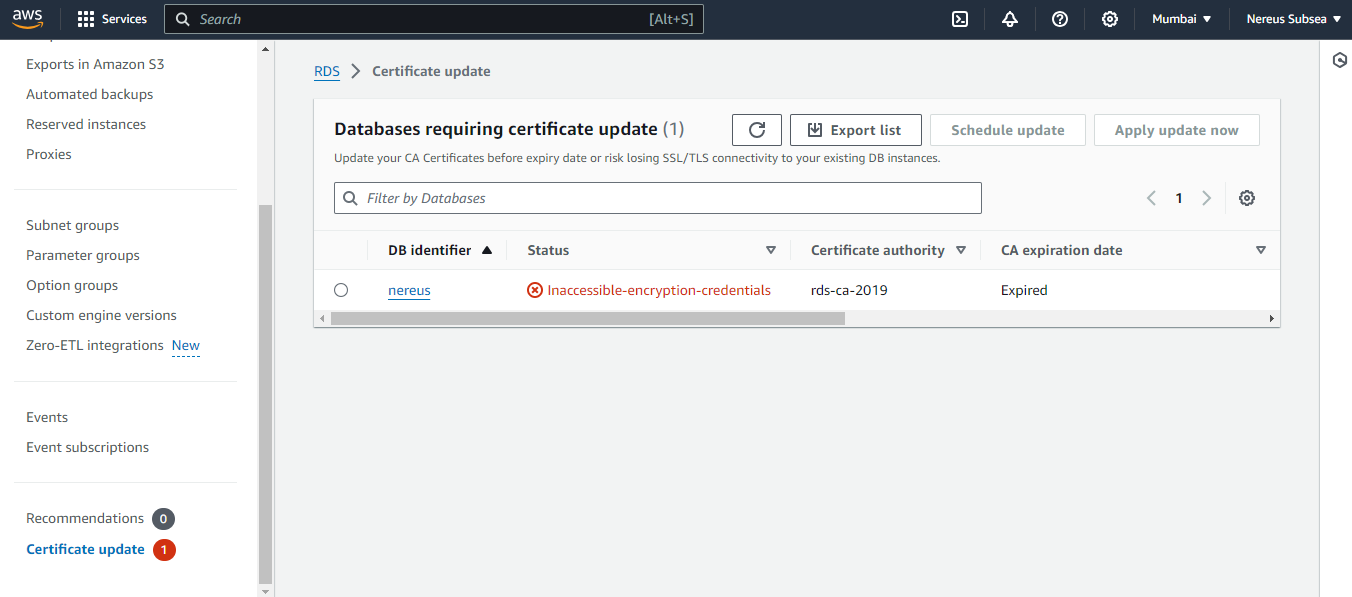 aws
Services
Search
[Alt+S]
Mumbai
Nereus Subsea
Exports in Amazon S3
Automated backups
Reserved instances
Proxies
Subnet groups
Parameter groups
Option groups
Custom engine versions
Zero-ETL integrations New
Events
Event subscriptions
Recommendations 0
Certificate update 1
RDS > Certificate update
Databases requiring certificate update (1)
Export list
Schedule update
Apply update now
Update your CA Certificates before expiry date or risk losing SSL/TLS connectivity to your existing DB instances.
Filter by Databases
1
DB identifier Status Certificate authority CA expiration date
nereus Inaccessible-encryption-credentials rds-ca-2019 Expired